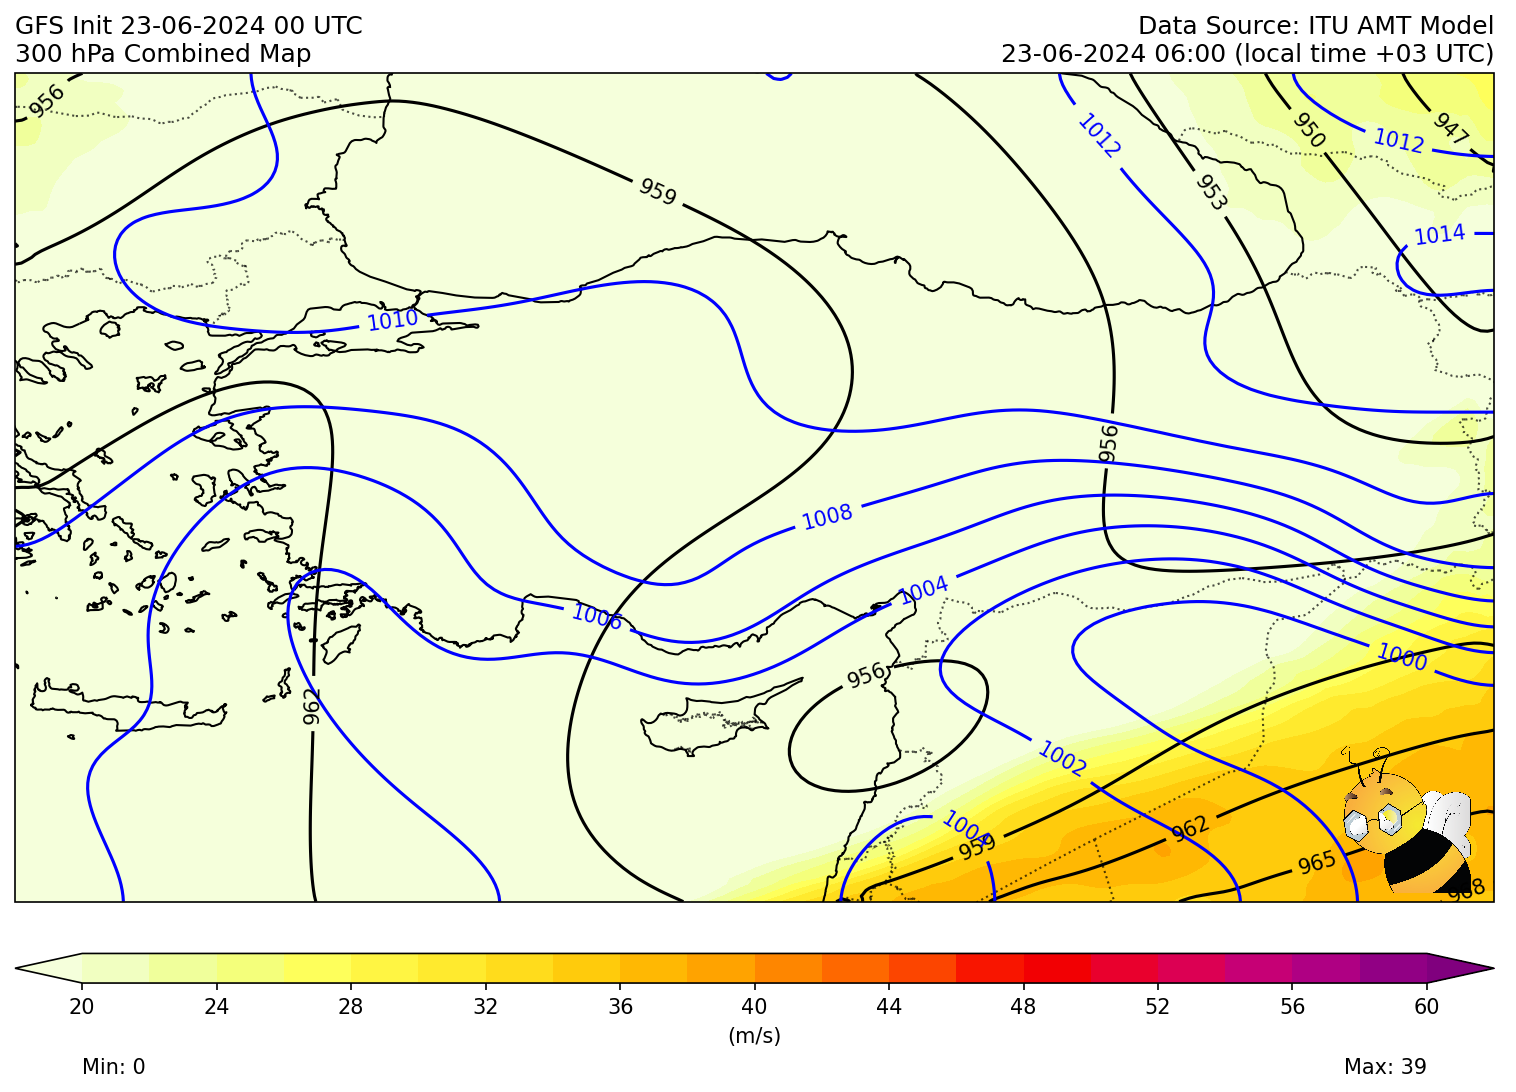 GFS Init 23-06-2024 00 UTC
Data Source: ITU AMT Model
300 hPa Combined Map
23-06-2024 06:00 (local time +03 UTC)
956
947
950
1012
1012
959
953
1014
1010
956
1008
1004
1006
1000
956
962
1002
1004
962
959
965
968
20 24 28 32 36 40 44 48 52 56 60
(m/s)
Min: 0
Max: 39